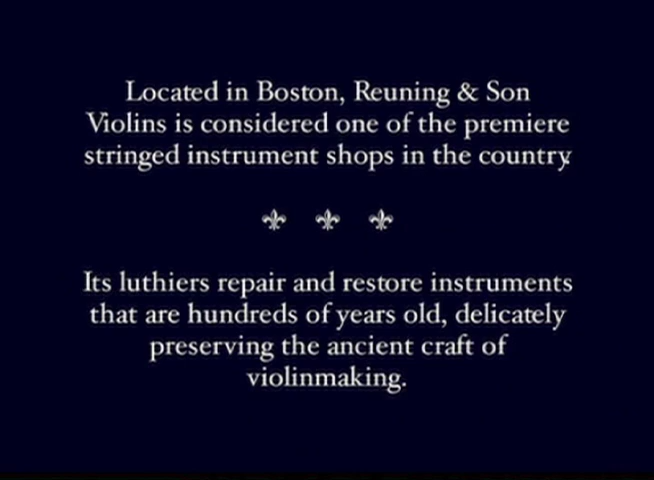 Located in Boston, Reuning & Son
Violins is considered one of the premiere
stringed instrument shops in the country
Its luthiers repair and restore instruments
that are hundreds of years old, delicately
preserving the ancient craft of
violinmaking.